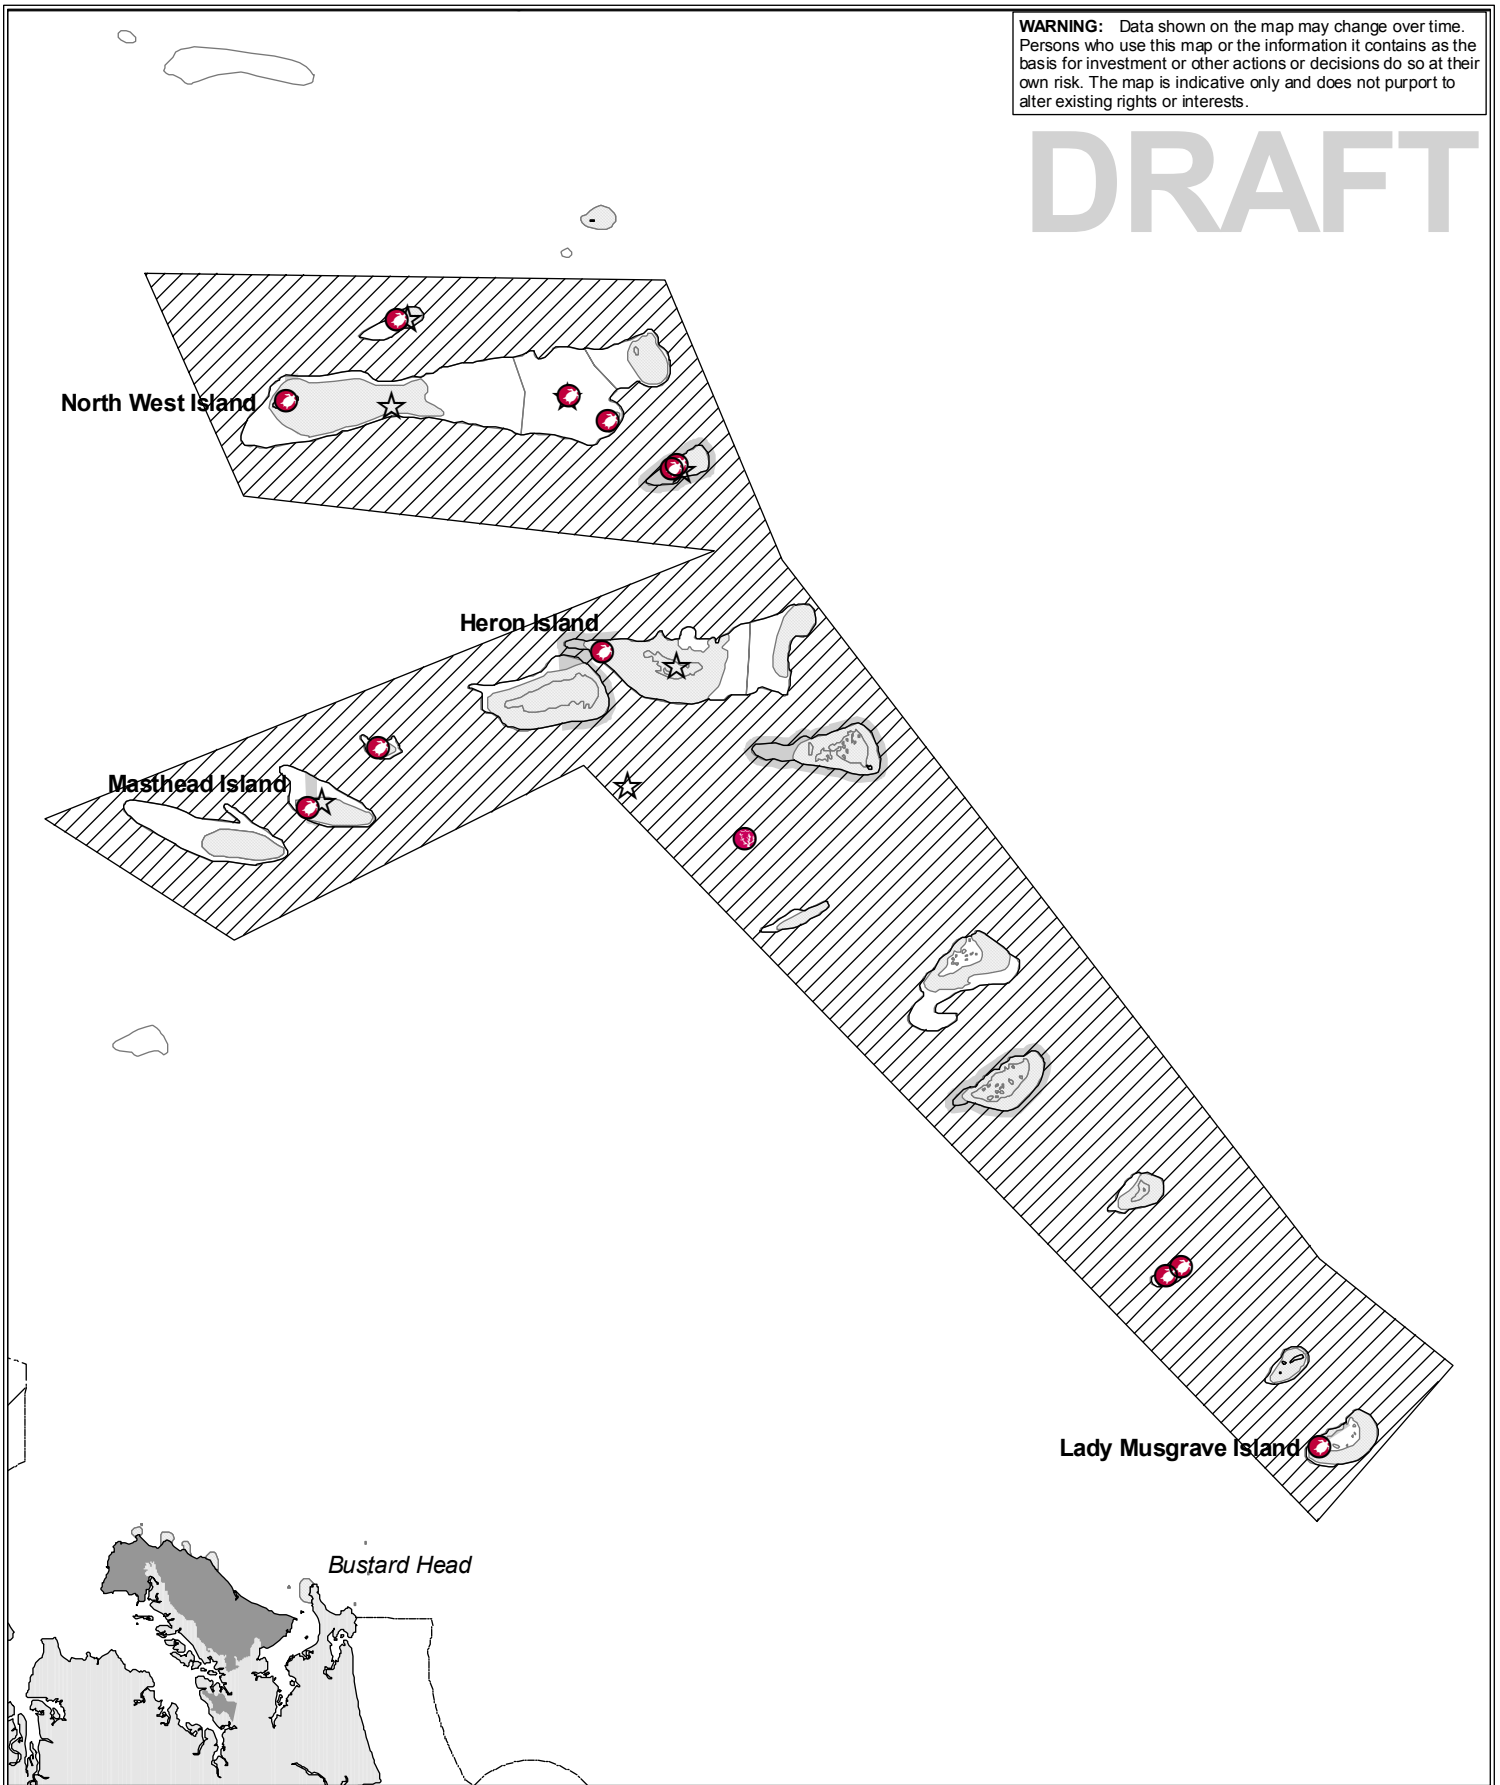 WARNING: Data shown on the map may change over time.
Persons who use this map or the information it contains as the
basis for investment or other actions or decisions do so at their
own risk. The map is indicative only and does not purport to
alter existing rights or interests.
DRAFT
North West Island
Heron Island
Masthead Island
Lady Musgrave Island
Bustard Head